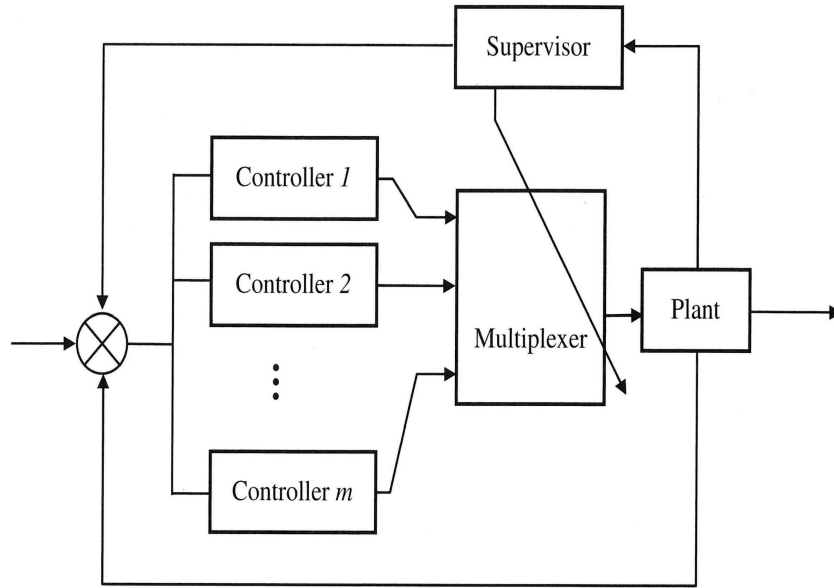 Supervisor
Controller 1
Controller 2
Multiplexer
Plant
Controller m